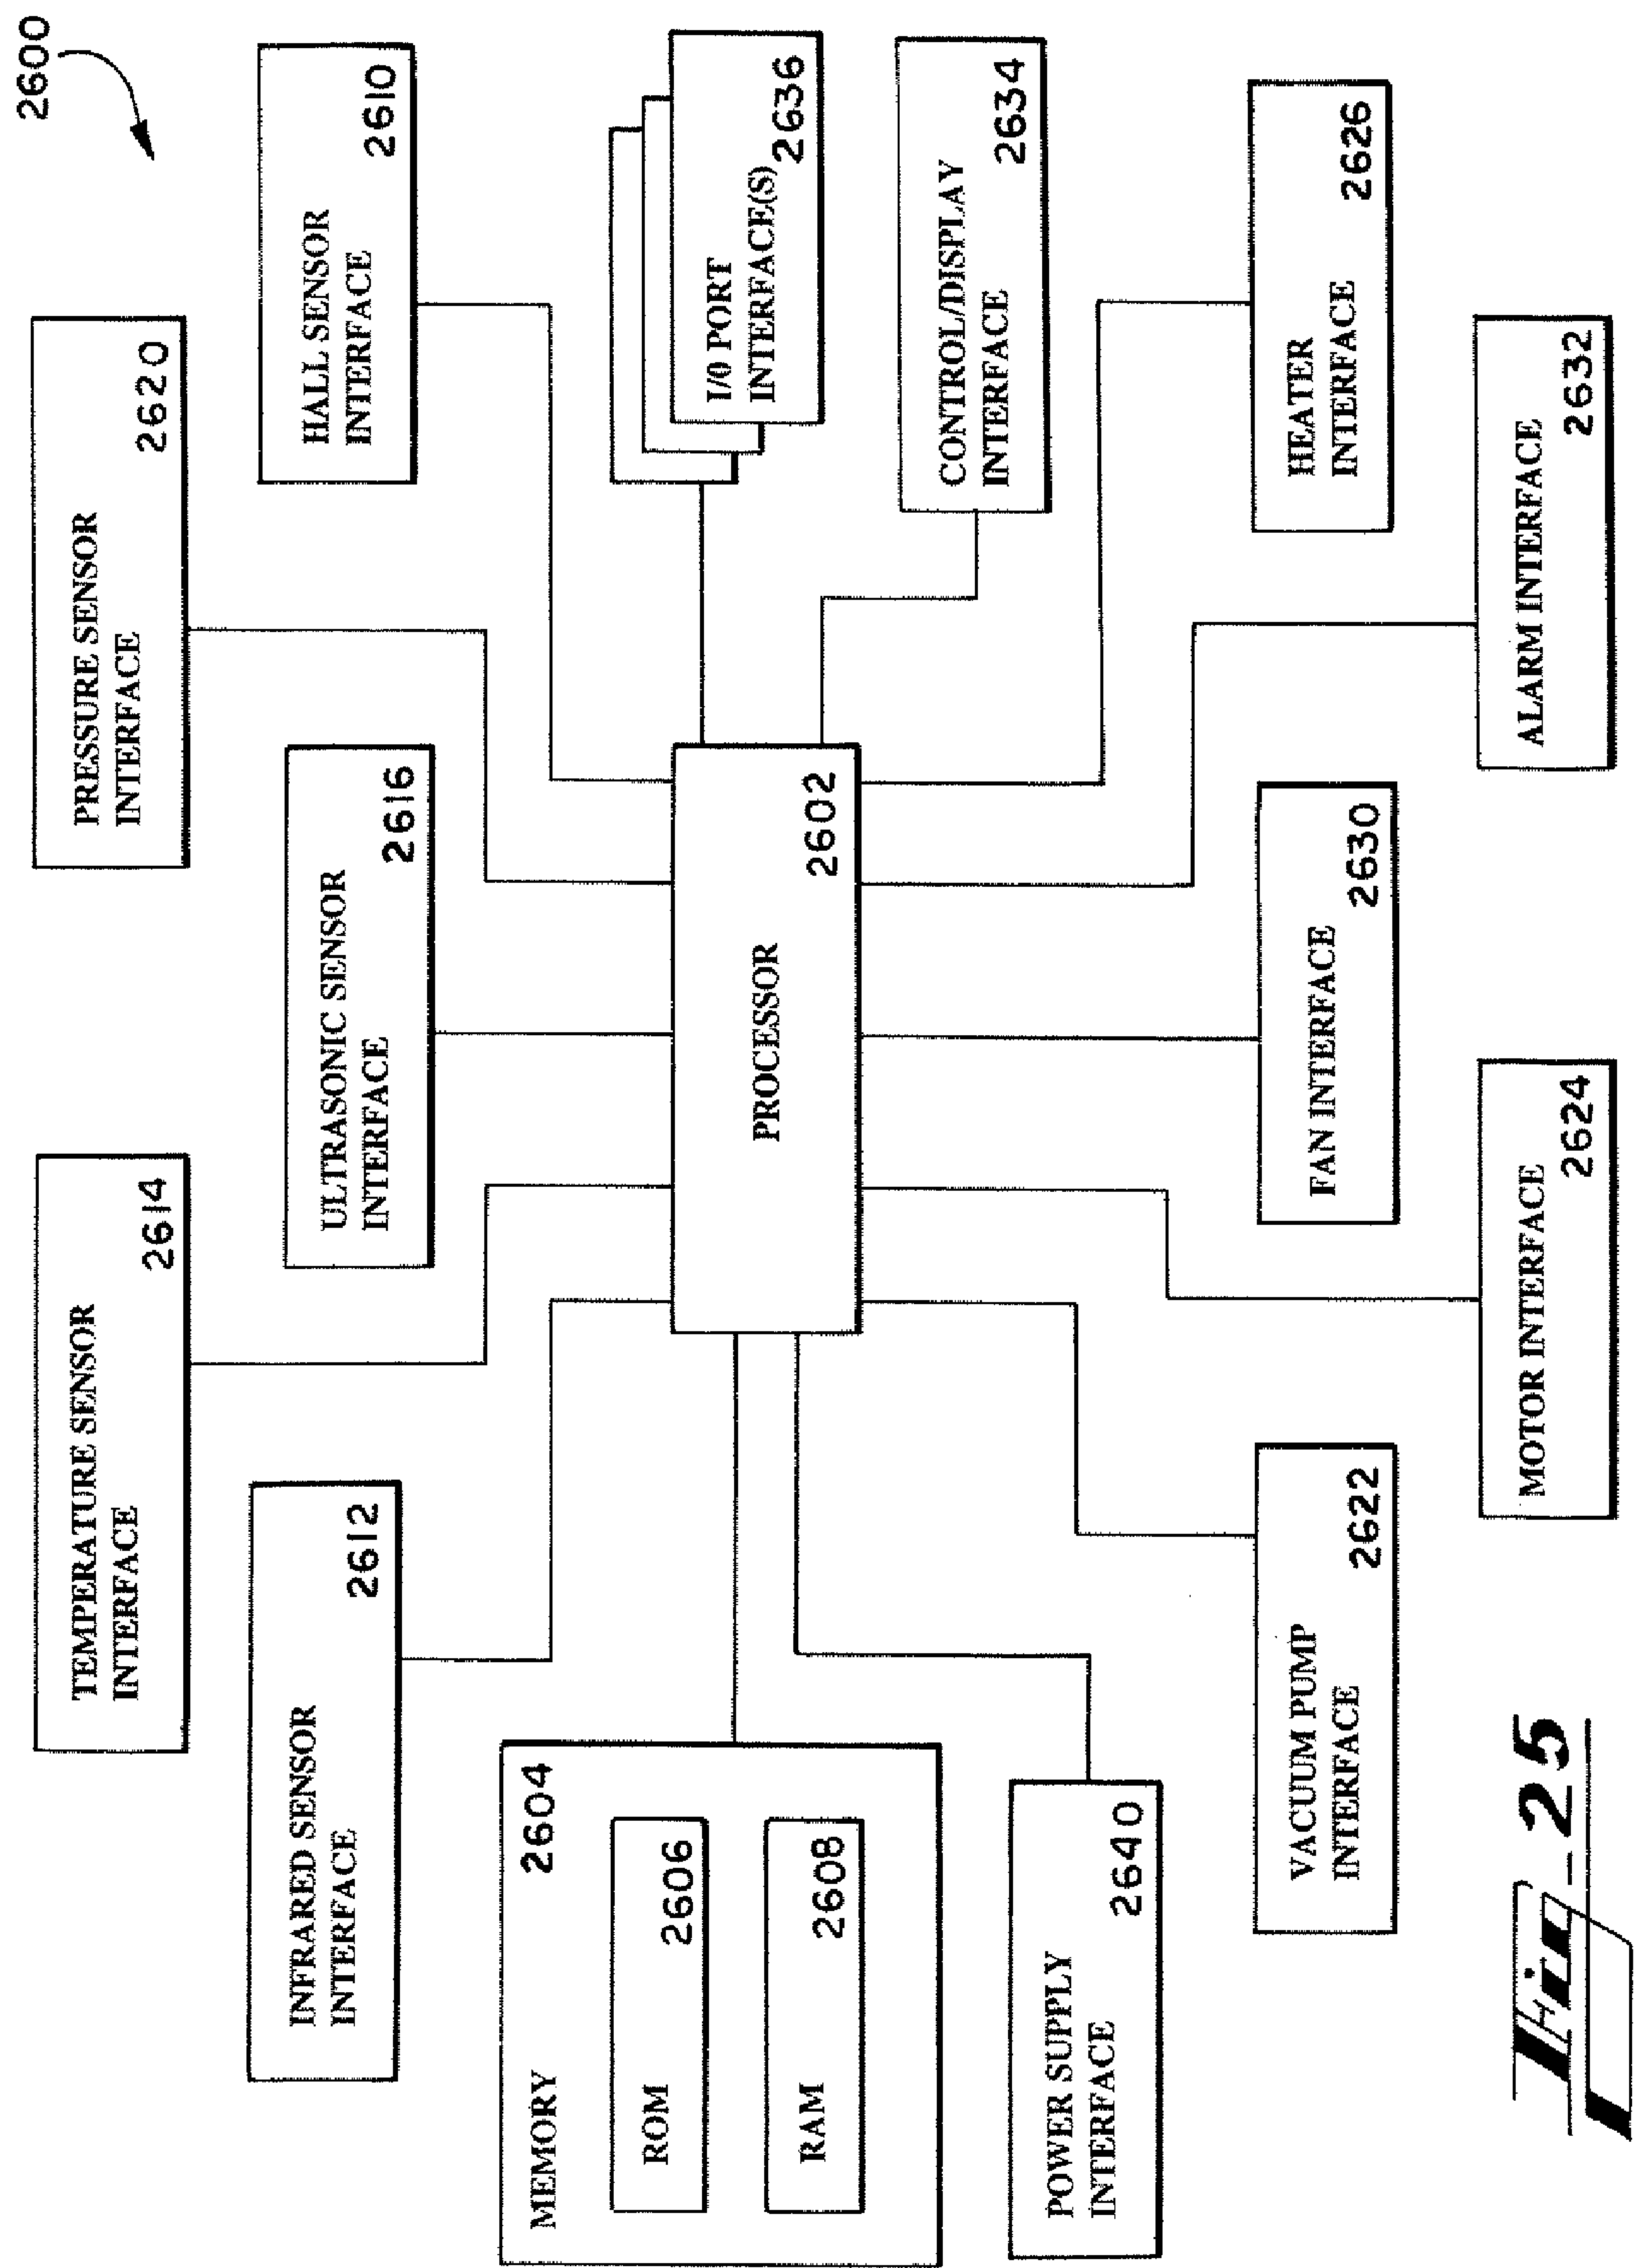 2600
TEMPERATURE SENSOR
INTERFACE
2614
PRESSURE SENSOR
INTERFACE
2620
INFRARED SENSOR
INTERFACE
2612
ULTRASONIC SENSOR
INTERFACE
2616
HALL SENSOR
INTERFACE
2610
MEMORY
2604
ROM
2606
RAM
2608
PROCESSOR
2602
I/0 PORT
INTERFACE(S)
2636
CONTROL/DISPLAY
INTERFACE
2634
POWER SUPPLY
INTERFACE
2640
VACUUM PUMP
INTERFACE
2622
FAN INTERFACE
2630
HEATER
INTERFACE
2626
MOTOR INTERFACE
2624
ALARM INTERFACE
2632
Fig_25